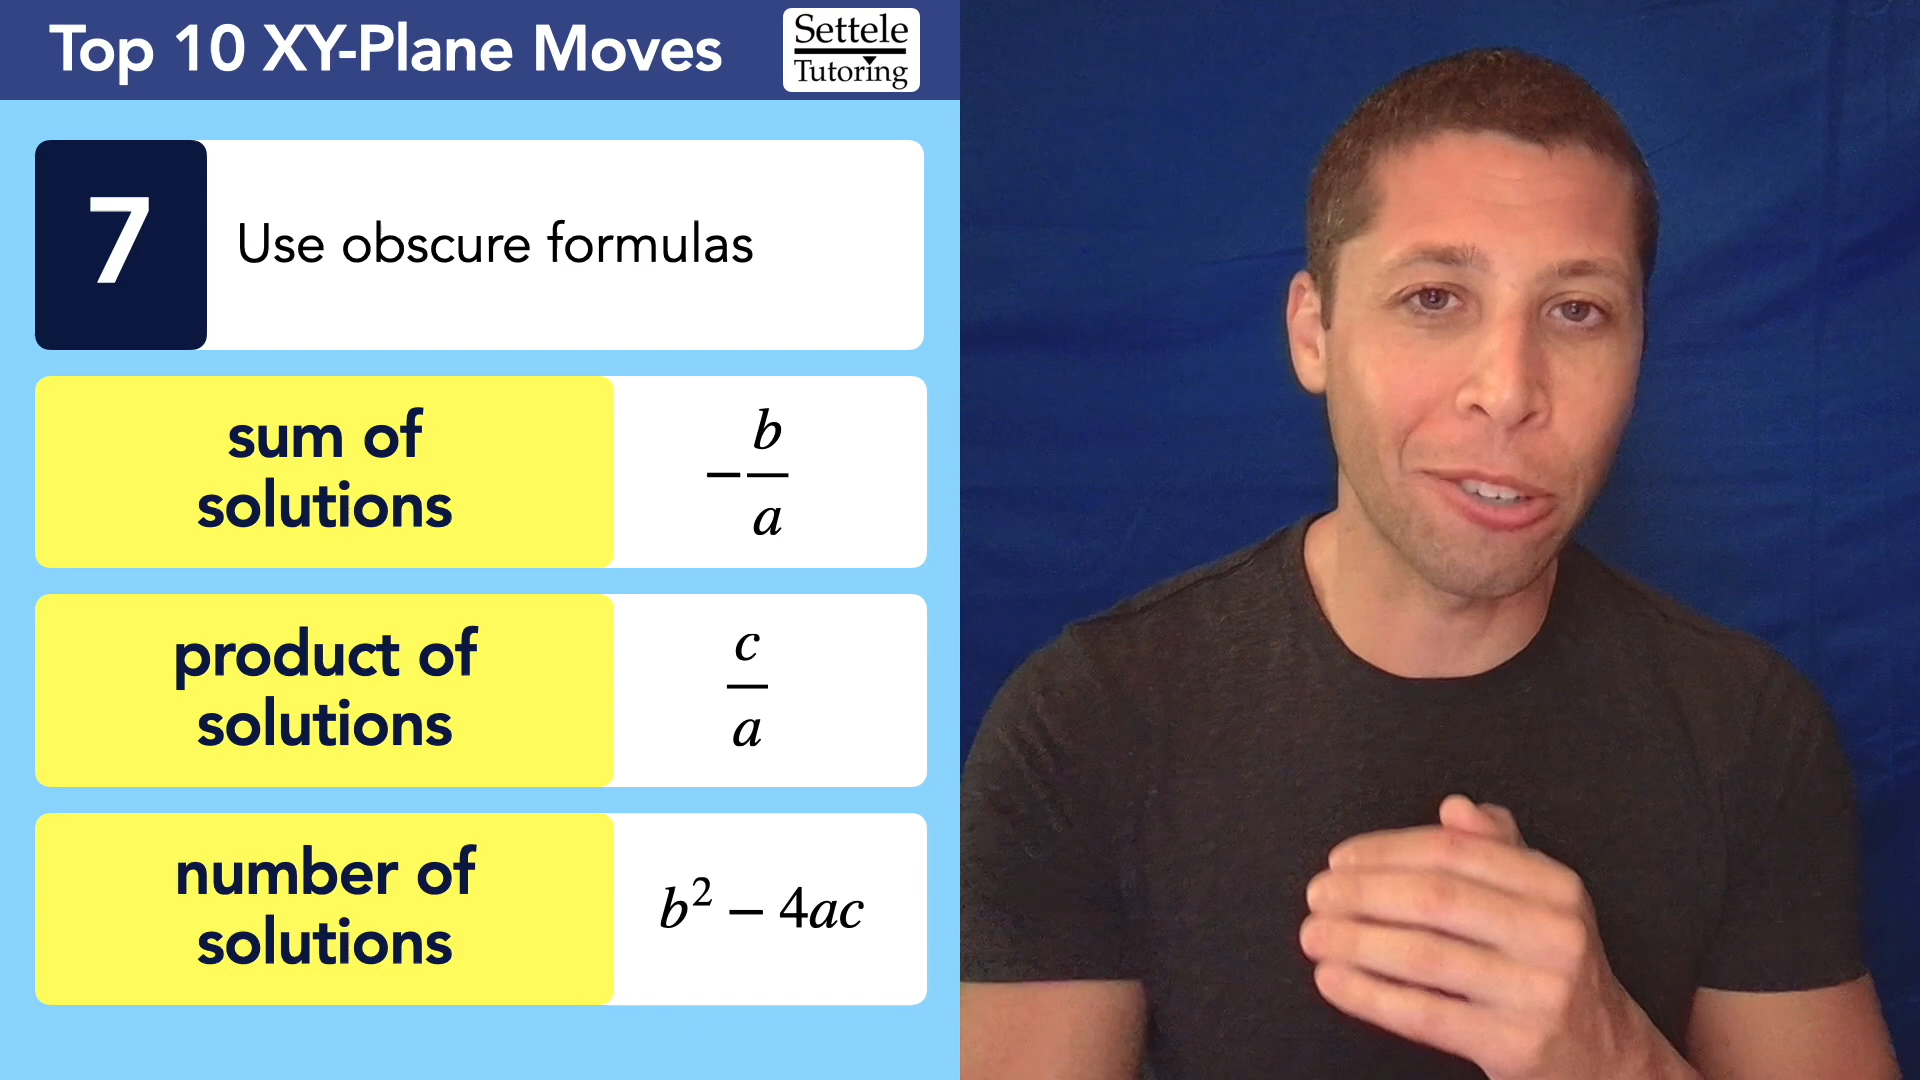 Top 10 XY-Plane Moves
Settele
Tutoring
7
Use obscure formulas
sum of
solutions
−b/a
product of
solutions
c/a
number of
solutions
b² − 4ac